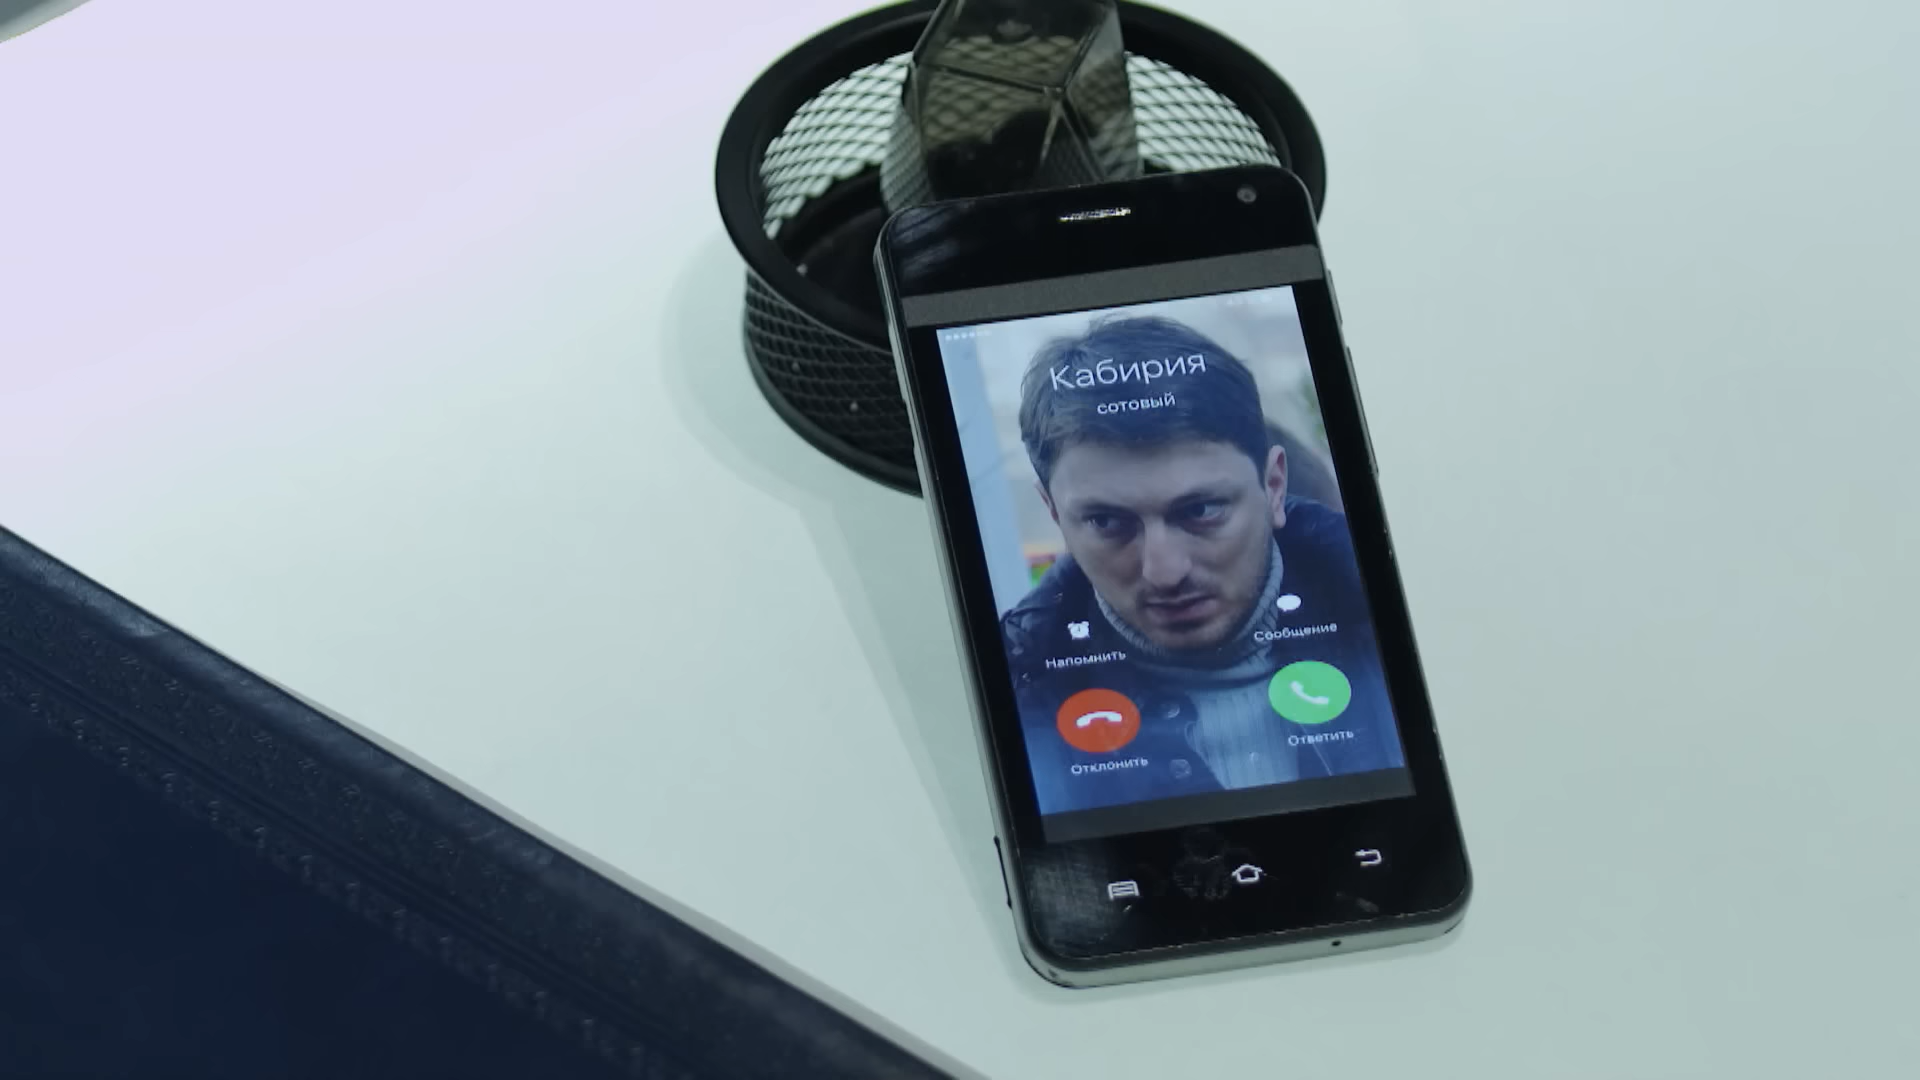 Кабирия
сотовый
Напомнить
Сообщение
Отклонить
Ответить